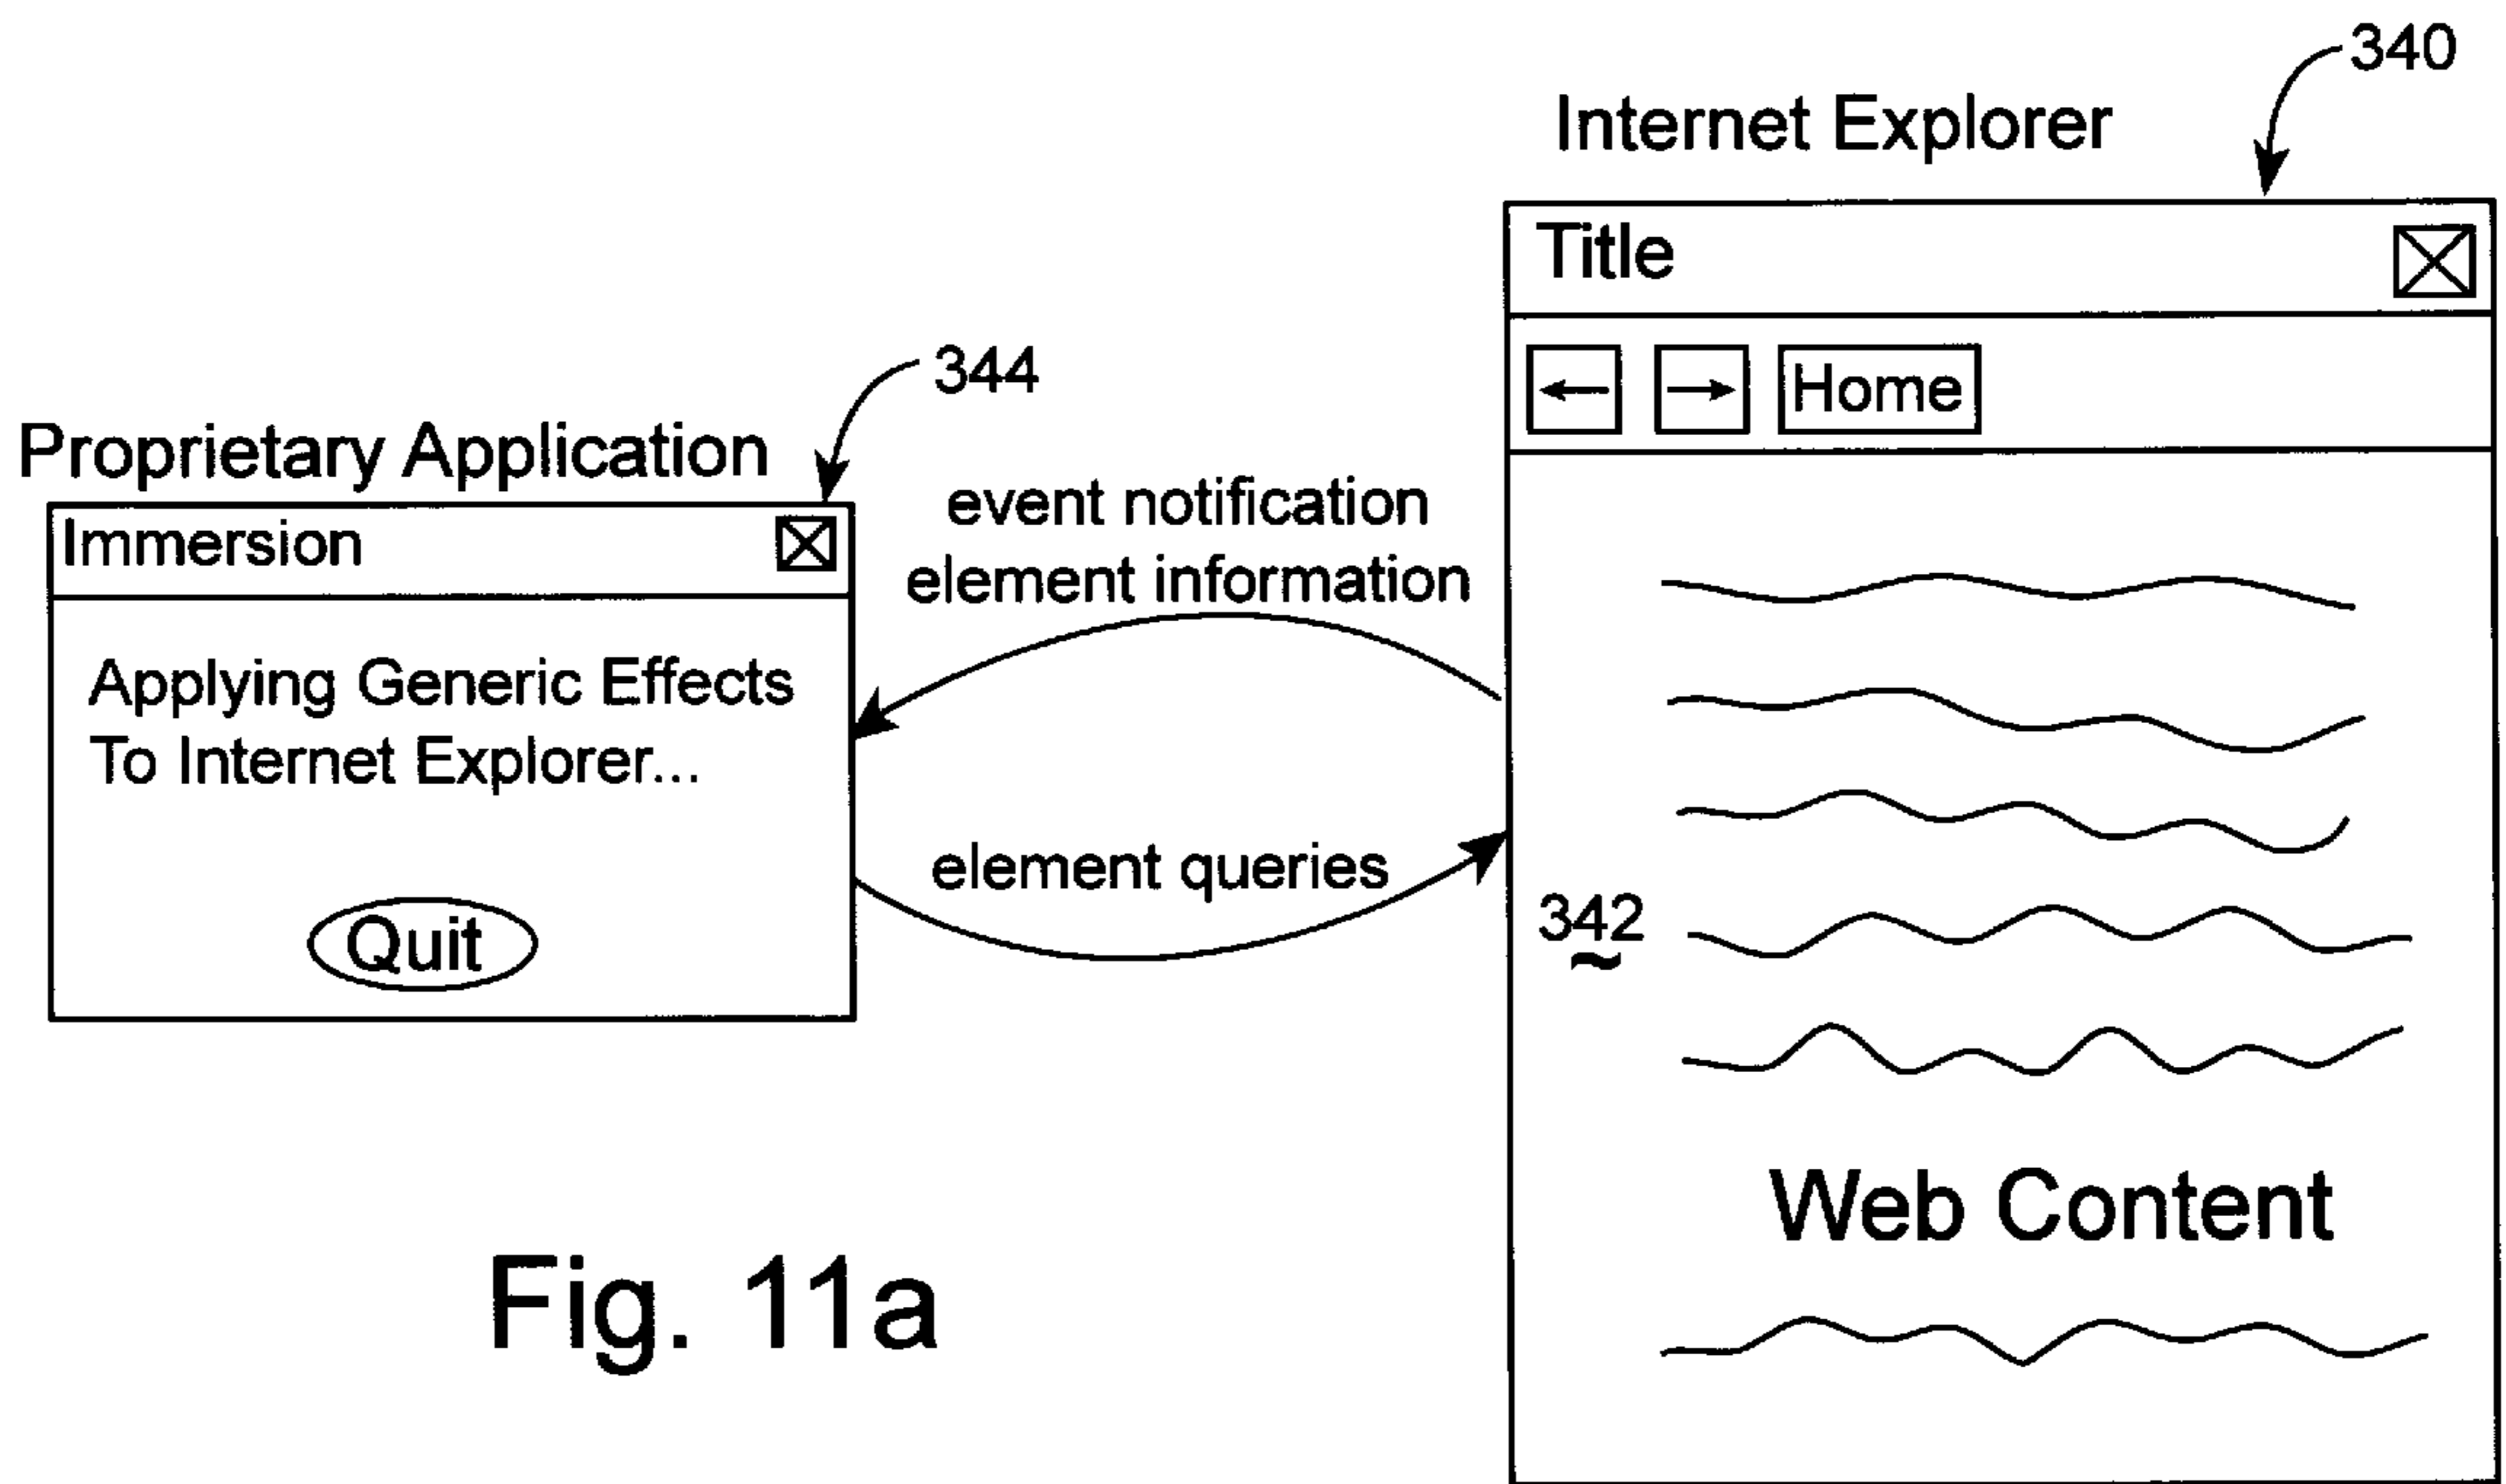 340
Internet Explorer
Title
Home
344
Proprietary Application
Immersion
Applying Generic Effects
To Internet Explorer...
Quit
event notification
element information
element queries
342
Web Content
Fig. 11a